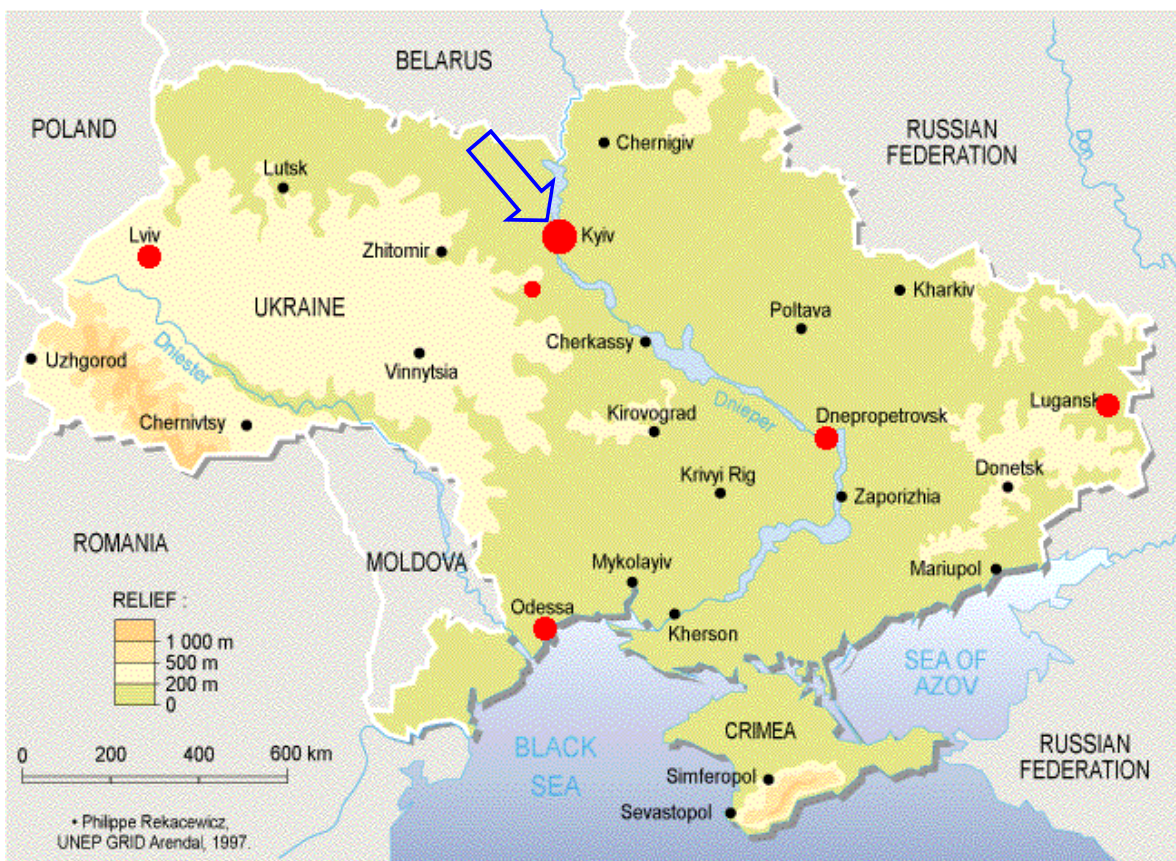 BELARUS
POLAND
RUSSIAN
FEDERATION
Don
Chernigiv
Lutsk
Lviv
Kyiv
Zhitomir
Kharkiv
UKRAINE
Poltava
Cherkassy
Uzhgorod
Dniester
Vinnytsia
Dnieper
Lugansk
Kirovograd
Dnepropetrovsk
Chernivtsy
Donetsk
Krivyi Rig
Zaporizhia
ROMANIA
MOLDOVA
Mykolayiv
Mariupol
RELIEF :
Odessa
Kherson
1 000 m
500 m
200 m
0
SEA OF
AZOV
CRIMEA
BLACK
SEA
RUSSIAN
FEDERATION
0 200 400 600 km
Simferopol
Sevastopol
• Philippe Rekacewicz,
UNEP GRID Arendal, 1997.